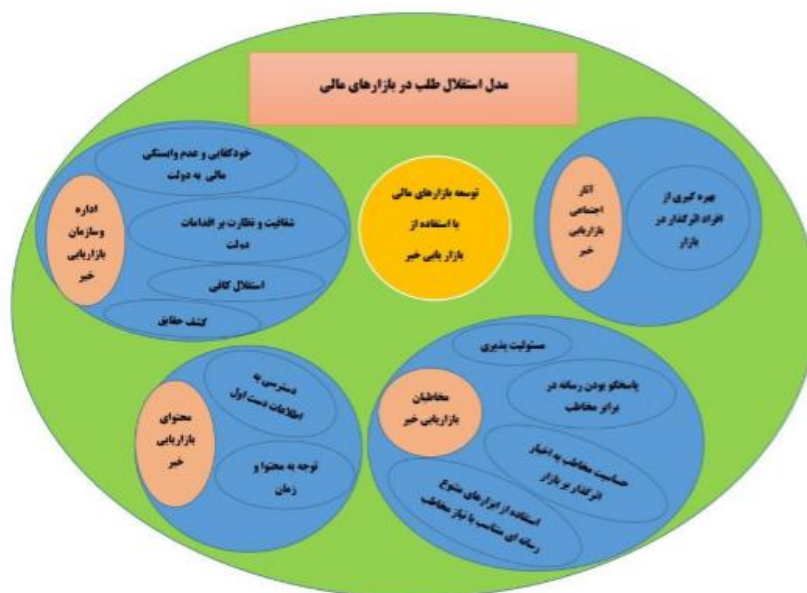 مدل استقلال طلب در بازارهای مالی
بهره گیری از
افراد اثرگذار در
بازار
آثار
اجتماعی
بازاریابی
خبر
توسعه بازارهای مالی
با استفاده از
بازار یابی خبر
خودکفایی و عدم وابستگی
مالی به دولت
شفافیت و نظارت بر اقدامات
دولت
استقلال کافی
کشف حقایق
اداره
وسازمان
بازاریابی
خبر
مسئولیت پذیری
پاسخگو بودن رسانه در
برابر مخاطب
حساسیت مخاطب به اخبار
اثرگذار بر بازار
استفاده از ابزارهای متنوع
رسانه ای متناسب با نیاز مخاطب
مخاطبان
بازاریابی خبر
دسترسی به
اطلاعات دست اول
توجه به محتوا و
زمان
محتوای
بازاریابی
خبر